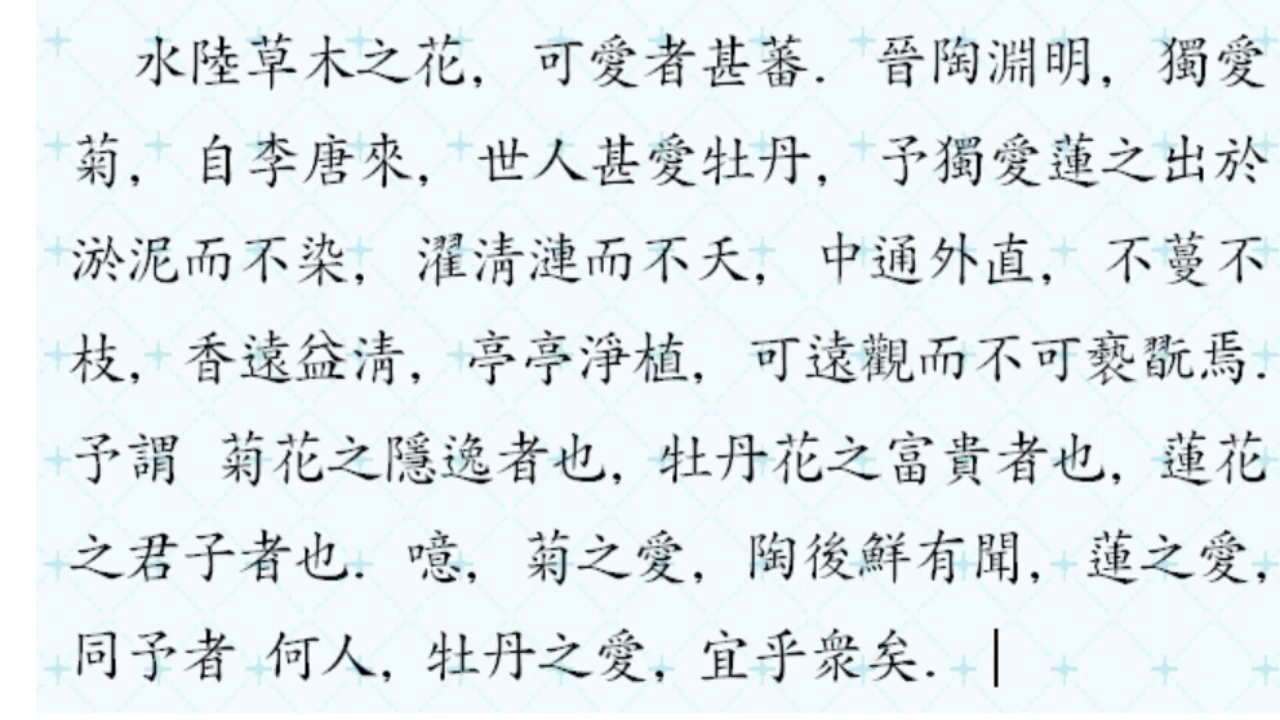 水陸草木之花, 可愛者甚蕃. 晉陶淵明, 獨愛
菊, 自李唐來, 世人甚愛牡丹, 予獨愛蓮之出於
淤泥而不染, 濯淸漣而不夭, 中通外直, 不蔓不
枝, 香遠益淸, 亭亭淨植, 可遠觀而不可褻翫焉.
予謂 菊花之隱逸者也, 牡丹花之富貴者也, 蓮花
之君子者也. 噫, 菊之愛, 陶後鮮有聞, 蓮之愛,
同予者 何人, 牡丹之愛, 宜乎衆矣.